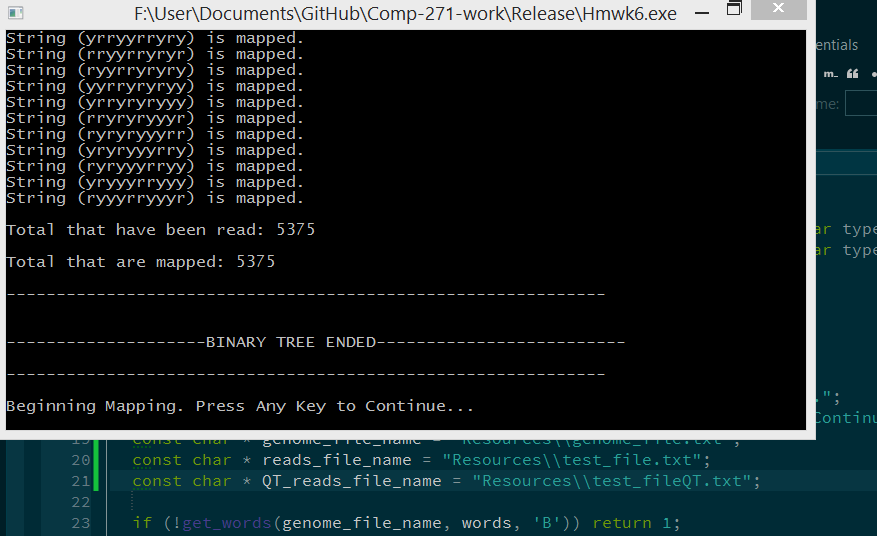 F:\User\Documents\GitHub\Comp-271-work\Release\Hmwk6.exe
String (yrryyrryry) is mapped.
String (rryyrryryr) is mapped.
String (ryyrryryry) is mapped.
String (yyrryryryy) is mapped.
String (yrryryryyy) is mapped.
String (rryryryyyr) is mapped.
String (ryryryyyrr) is mapped.
String (yryryyyrry) is mapped.
String (ryryyyrryy) is mapped.
String (yryyyrryyy) is mapped.
String (ryyyrryyyr) is mapped.
Total that have been read: 5375
Total that are mapped: 5375
------------------------------------------------------------
--------------------BINARY TREE ENDED-------------------------
------------------------------------------------------------
Beginning Mapping. Press Any Key to Continue...
entials
m..
me:
ar type
ar type
.";
Continu
19 const char * genome_file_name = "Resources\\genome_file.txt";
20 const char * reads_file_name = "Resources\\test_file.txt";
21 const char * QT_reads_file_name = "Resources\\test_fileQT.txt";
22
23 if (!get_words(genome_file_name, words, 'B')) return 1;